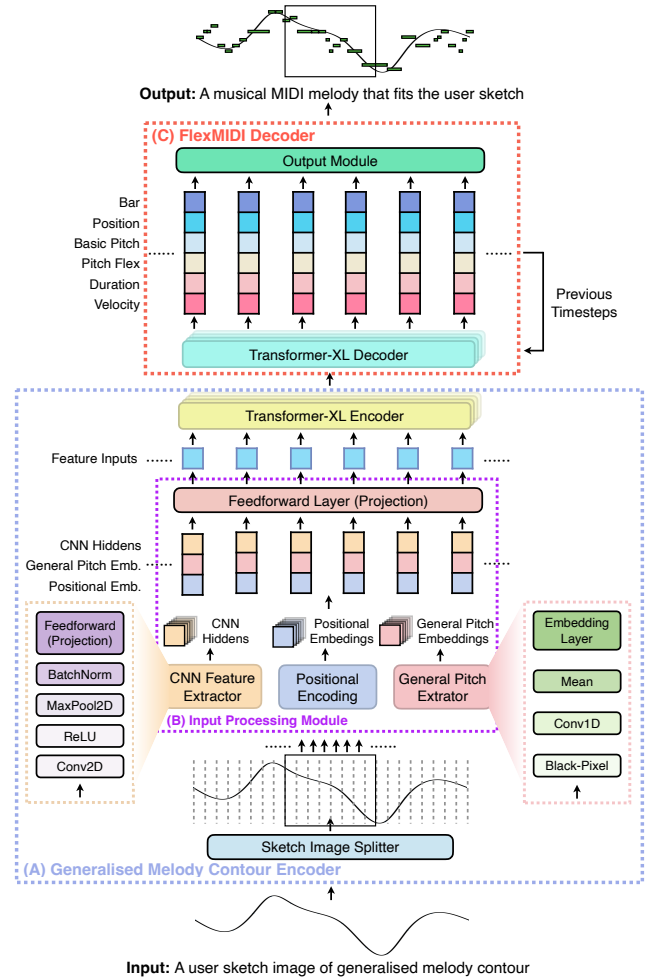 Output: A musical MIDI melody that fits the user sketch
(C) FlexMIDI Decoder
Output Module
Bar
Position
Basic Pitch
Pitch Flex
Duration
Velocity
Previous
Timesteps
Transformer-XL Decoder
Transformer-XL Encoder
Feature Inputs
Feedforward Layer (Projection)
CNN Hiddens
General Pitch Emb.
Positional Emb.
CNN
Hiddens
Positional
Embedings
General Pitch
Embeddings
CNN Feature
Extractor
Positional
Encoding
General Pitch
Extrator
(B) Input Processing Module
Feedforward
(Projection)
BatchNorm
MaxPool2D
ReLU
Conv2D
Embedding
Layer
Mean
Conv1D
Black-Pixel
Sketch Image Splitter
(A) Generalised Melody Contour Encoder
Input: A user sketch image of generalised melody contour